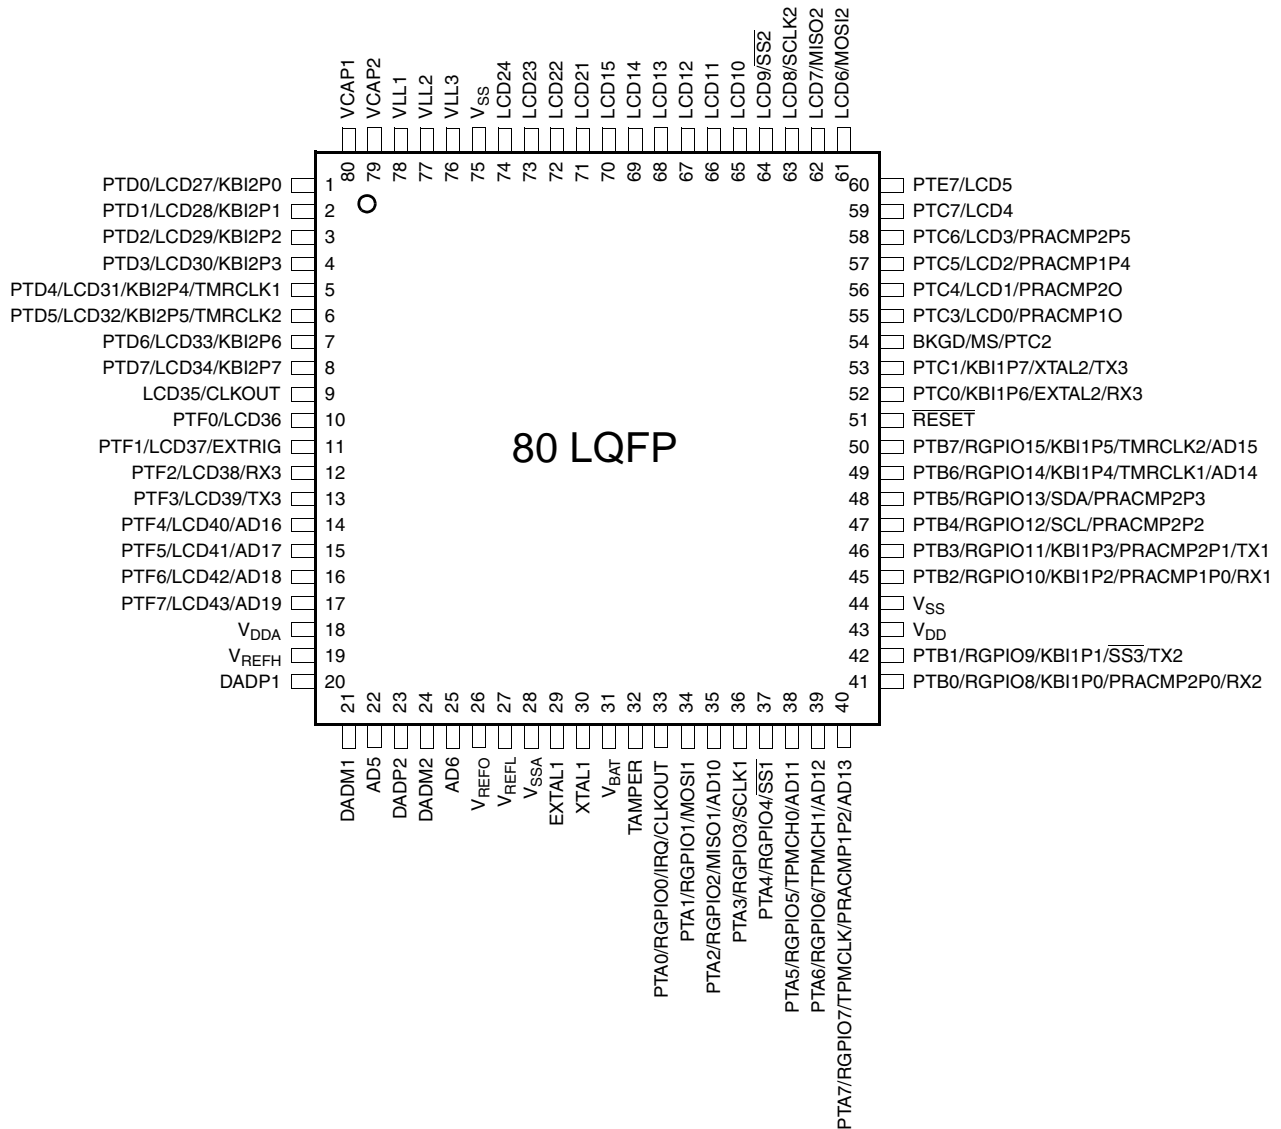 VCAP1
VCAP2
VLL1
VLL2
VLL3
VSS
LCD24
LCD23
LCD22
LCD21
LCD15
LCD14
LCD13
LCD12
LCD11
LCD10
LCD9/SS2
LCD8/SCLK2
LCD7/MISO2
LCD6/MOSI2
80 79 78 77 76 75 74 73 72 71 70 69 68 67 66 65 64 63 62 61
PTD0/LCD27/KBI2P0 1
PTD1/LCD28/KBI2P1 2
PTD2/LCD29/KBI2P2 3
PTD3/LCD30/KBI2P3 4
PTD4/LCD31/KBI2P4/TMRCLK1 5
PTD5/LCD32/KBI2P5/TMRCLK2 6
PTD6/LCD33/KBI2P6 7
PTD7/LCD34/KBI2P7 8
LCD35/CLKOUT 9
PTF0/LCD36 10
PTF1/LCD37/EXTRIG 11
PTF2/LCD38/RX3 12
PTF3/LCD39/TX3 13
PTF4/LCD40/AD16 14
PTF5/LCD41/AD17 15
PTF6/LCD42/AD18 16
PTF7/LCD43/AD19 17
VDDA 18
VREFH 19
DADP1 20
80 LQFP
60 PTE7/LCD5
59 PTC7/LCD4
58 PTC6/LCD3/PRACMP2P5
57 PTC5/LCD2/PRACMP1P4
56 PTC4/LCD1/PRACMP2O
55 PTC3/LCD0/PRACMP1O
54 BKGD/MS/PTC2
53 PTC1/KBI1P7/XTAL2/TX3
52 PTC0/KBI1P6/EXTAL2/RX3
51 RESET
50 PTB7/RGPIO15/KBI1P5/TMRCLK2/AD15
49 PTB6/RGPIO14/KBI1P4/TMRCLK1/AD14
48 PTB5/RGPIO13/SDA/PRACMP2P3
47 PTB4/RGPIO12/SCL/PRACMP2P2
46 PTB3/RGPIO11/KBI1P3/PRACMP2P1/TX1
45 PTB2/RGPIO10/KBI1P2/PRACMP1P0/RX1
44 VSS
43 VDD
42 PTB1/RGPIO9/KBI1P1/SS3/TX2
41 PTB0/RGPIO8/KBI1P0/PRACMP2P0/RX2
21 22 23 24 25 26 27 28 29 30 31 32 33 34 35 36 37 38 39 40
DADM1
AD5
DADP2
DADM2
AD6
VREFO
VREFL
VSSA
EXTAL1
XTAL1
VBAT
TAMPER
PTA0/RGPIO0/IRQ/CLKOUT
PTA1/RGPIO1/MOSI1
PTA2/RGPIO2/MISO1/AD10
PTA3/RGPIO3/SCLK1
PTA4/RGPIO4/SS1
PTA5/RGPIO5/TPMCH0/AD11
PTA6/RGPIO6/TPMCH1/AD12
PTA7/RGPIO7/TPMCLK/PRACMP1P2/AD13